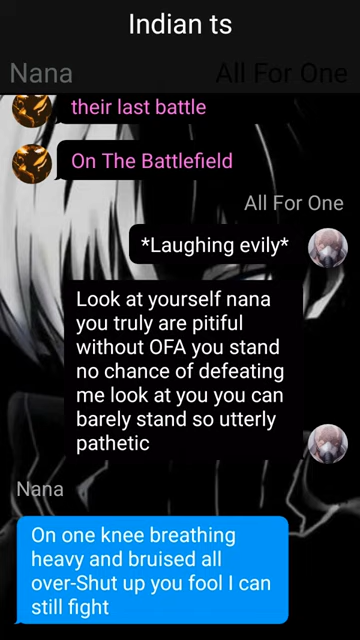 Indian ts
Nana All For One
their last battle
On The Battlefield
All For One
*Laughing evily*
Look at yourself nana
you truly are pitiful
without OFA you stand
no chance of defeating
me look at you you can
barely stand so utterly
pathetic
Nana
On one knee breathing
heavy and bruised all
over-Shut up you fool I can
still fight